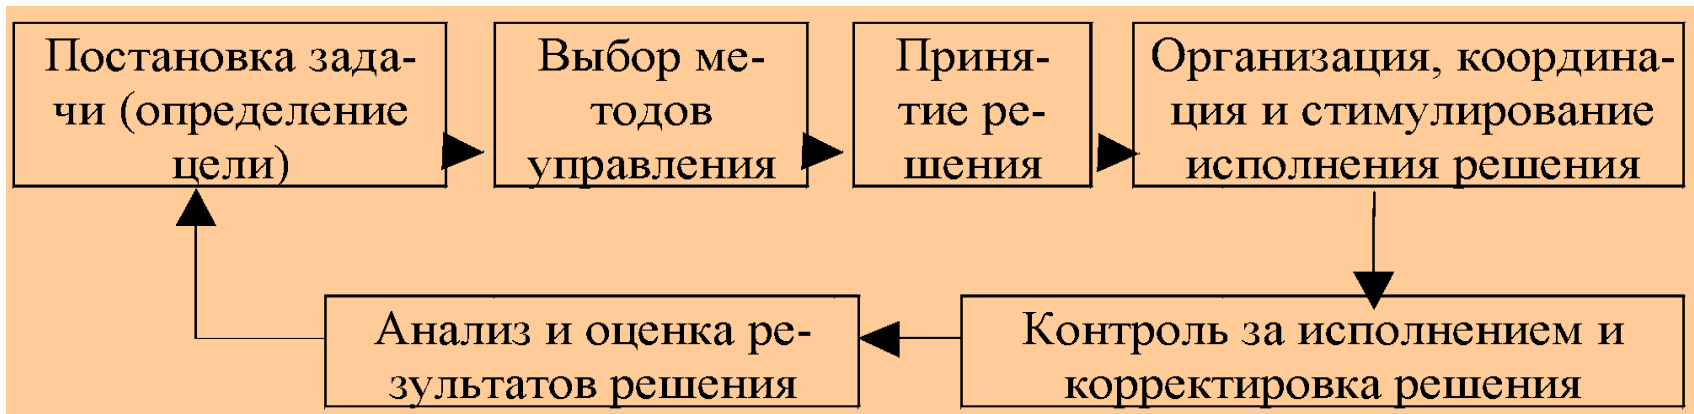 Постановка зада-
чи (определение
цели)
Выбор ме-
тодов
управления
Приня-
тие ре-
шения
Организация, координа-
ция и стимулирование
исполнения решения
Контроль за исполнением и
корректировка решения
Анализ и оценка ре-
зультатов решения